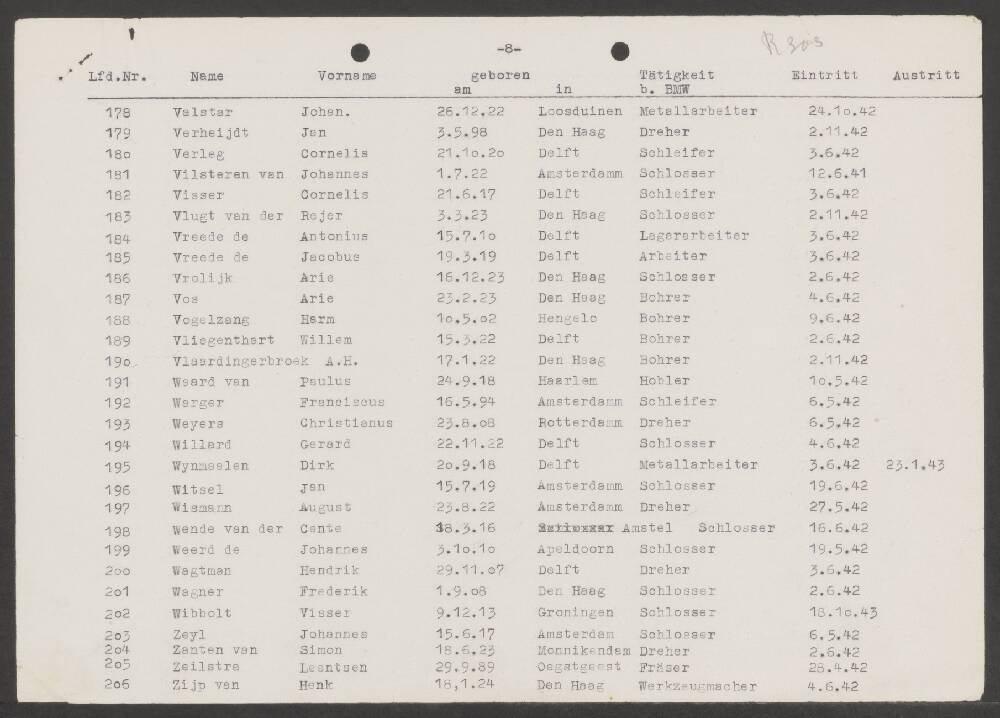 -8- R 303
Lfd.Nr. Name Vorname geboren Tätigkeit Eintritt Austritt
am in b. BMW
178 Valstar Johan. 26.12.22 Loosduinen Metallarbeiter 24.1o.42
179 Verheijdt Jan 3.5.98 Den Haag Dreher 2.11.42
18o Verleg Cornelis 21.1o.2o Delft Schleifer 3.6.42
181 Vilsteren van Johannes 1.7.22 Amsterdamm Schlosser 12.6.41
182 Visser Cornelis 21.6.17 Delft Schleifer 3.6.42
183 Vlugt van der Rejer 3.3.23 Den Haag Schlosser 2.11.42
184 Vreede de Antonius 15.7.1o Delft Lagerarbeiter 3.6.42
185 Vreede de Jacobus 19.3.19 Delft Arbeiter 3.6.42
186 Vrolijk Arie 16.12.23 Den Haag Schlosser 2.6.42
187 Vos Arie 23.2.23 Den Haag Bohrer 4.6.42
188 Vogelzang Harm 1o.5.o2 Hengelo Bohrer 9.6.42
189 Vliegenthart Willem 15.3.22 Delft Bohrer 2.6.42
19o Vlaardingerbroek A.H. 17.1.22 Den Haag Bohrer 2.11.42
191 Waard van Paulus 24.9.18 Haarlem Hobler 1o.5.42
192 Warger Franciscus 16.5.94 Amsterdamm Schleifer 6.5.42
193 Weyers Christianus 23.8.o8 Rotterdamm Dreher 6.5.42
194 Willard Gerard 22.11.22 Delft Schlosser 4.6.42
195 Wynmaalen Dirk 2o.9.18 Delft Metallarbeiter 3.6.42 23.1.43
196 Witsel Jan 15.7.19 Amsterdamm Schlosser 19.6.42
197 Wismann August 23.8.22 Amsterdamm Dreher 27.5.42
198 Wende van der Cente 18.3.16 Amstel Schlosser 16.6.42
199 Weerd de Johannes 3.1o.1o Apeldoorn Schlosser 19.5.42
2oo Wagtman Hendrik 29.11.o7 Delft Dreher 3.6.42
2o1 Wagner Frederik 1.9.o8 Den Haag Schlosser 2.6.42
2o2 Wibbolt Visser 9.12.13 Groningen Schlosser 18.1o.43
2o3 Zeyl Johannes 15.6.17 Amsterdam Schlosser 6.5.42
2o4 Zanten van Simon 18.6.23 Monnikendam Dreher 2.6.42
2o5 Zeilstra Leentsen 29.9.89 Oegstgeest Fräser 28.4.42
2o6 Zijp van Henk 18,1.24 Den Haag Werkzeugmacher 4.6.42